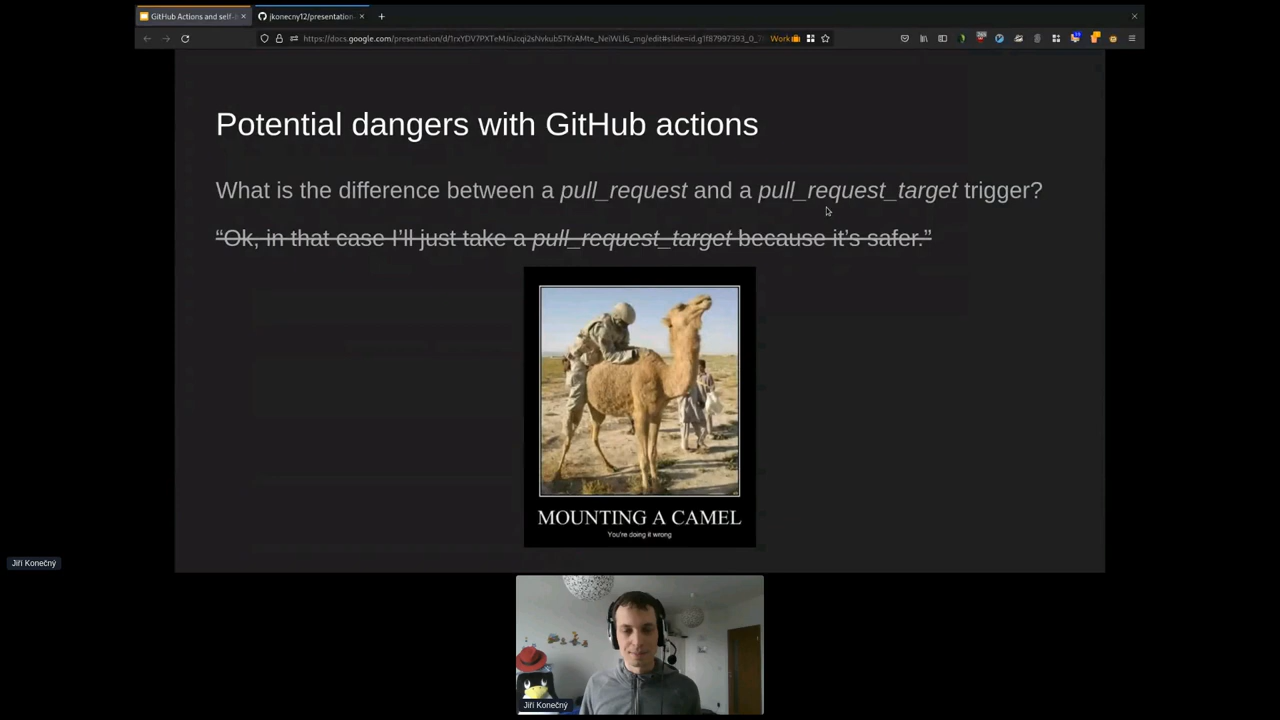 GitHub Actions and self-
jkonecny12/presentation
Work
Potential dangers with GitHub actions
What is the difference between a pull_request and a pull_request_target trigger?
“Ok, in that case I’ll just take a pull_request_target because it’s safer.”
MOUNTING A CAMEL
You're doing it wrong
Jiří Konečný
Jiří Konečný